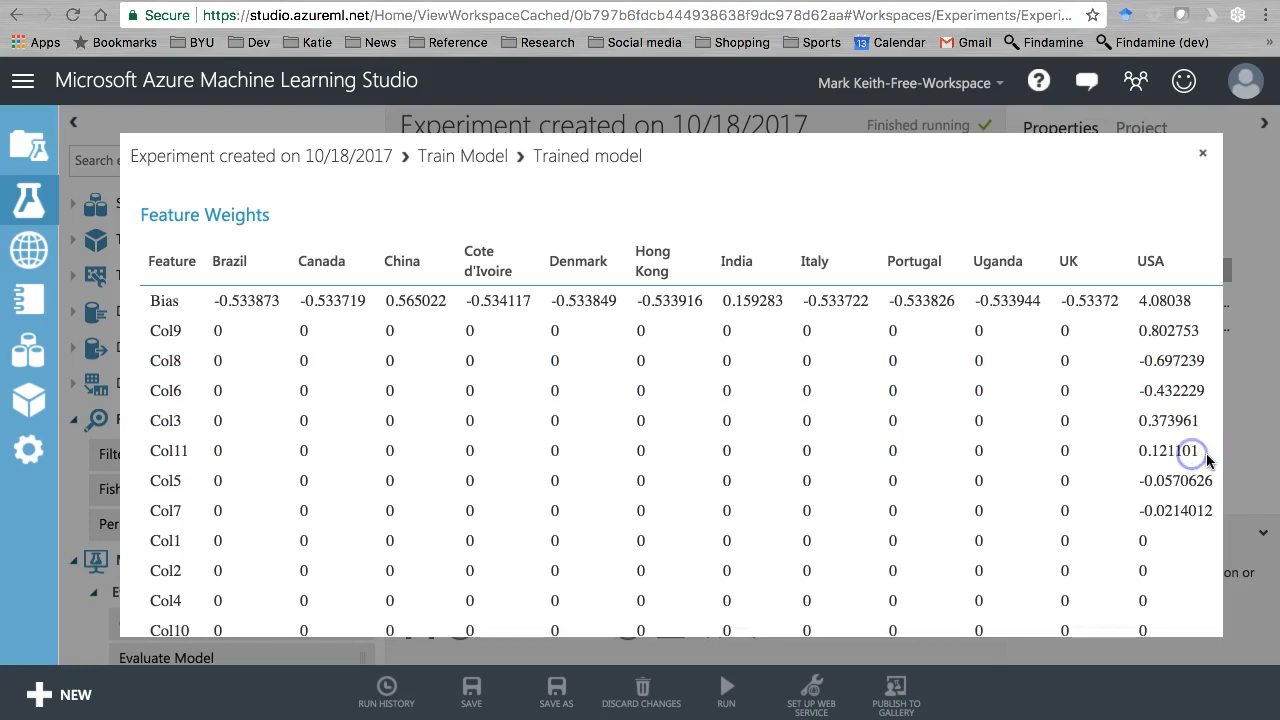 Secure https://studio.azureml.net/Home/ViewWorkspaceCached/0b797b6fdcb444938638f9dc978d62aa#Workspaces/Experiments/Experi...
Apps Bookmarks BYU Dev Katie News Reference Research Social media Shopping Sports 13 Calendar Gmail Findamine Findamine (dev) »
Microsoft Azure Machine Learning Studio
Mark Keith-Free-Workspace
Experiment created on 10/18/2017
Finished running
Properties Project
Search e
Experiment created on 10/18/2017 › Train Model › Trained model ×
Feature Weights
Feature Brazil Canada China Cote d'Ivoire Denmark Hong Kong India Italy Portugal Uganda UK USA
Bias -0.533873 -0.533719 0.565022 -0.534117 -0.533849 -0.533916 0.159283 -0.533722 -0.533826 -0.533944 -0.53372 4.08038
Col9 0 0 0 0 0 0 0 0 0 0 0 0.802753
Col8 0 0 0 0 0 0 0 0 0 0 0 -0.697239
Col6 0 0 0 0 0 0 0 0 0 0 0 -0.432229
Col3 0 0 0 0 0 0 0 0 0 0 0 0.373961
Col11 0 0 0 0 0 0 0 0 0 0 0 0.121101
Col5 0 0 0 0 0 0 0 0 0 0 0 -0.0570626
Col7 0 0 0 0 0 0 0 0 0 0 0 -0.0214012
Col1 0 0 0 0 0 0 0 0 0 0 0 0
Col2 0 0 0 0 0 0 0 0 0 0 0 0
Col4 0 0 0 0 0 0 0 0 0 0 0 0
Col10 0 0 0 0 0 0 0 0 0 0 0 0
Filte
Fish
Per
on or
Evaluate Model
NEW
RUN HISTORY
SAVE
SAVE AS
DISCARD CHANGES
RUN
SET UP WEB SERVICE
PUBLISH TO GALLERY